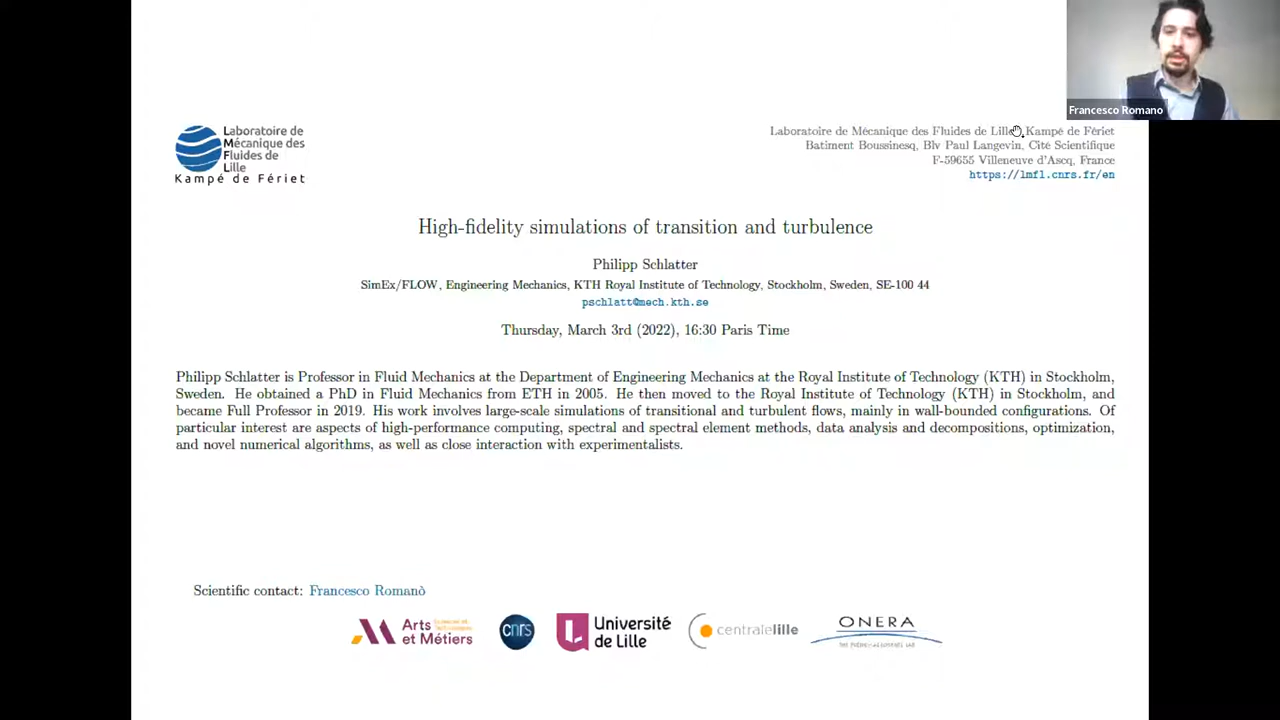 Francesco Romano
Laboratoire de
Mécanique des
Fluides de
Lille
Kampé de Fériet
Laboratoire de Mécanique des Fluides de Lille, Kampé de Fériet
Batiment Boussinesq, Blv Paul Langevin, Cité Scientifique
F-59655 Villeneuve d'Ascq, France
https://lmfl.cnrs.fr/en
High-fidelity simulations of transition and turbulence
Philipp Schlatter
SimEx/FLOW, Engineering Mechanics, KTH Royal Institute of Technology, Stockholm, Sweden, SE-100 44
pschlatt@mech.kth.se
Thursday, March 3rd (2022), 16:30 Paris Time
Philipp Schlatter is Professor in Fluid Mechanics at the Department of Engineering Mechanics at the Royal Institute of Technology (KTH) in Stockholm,
Sweden. He obtained a PhD in Fluid Mechanics from ETH in 2005. He then moved to the Royal Institute of Technology (KTH) in Stockholm, and
became Full Professor in 2019. His work involves large-scale simulations of transitional and turbulent flows, mainly in wall-bounded configurations. Of
particular interest are aspects of high-performance computing, spectral and spectral element methods, data analysis and decompositions, optimization,
and novel numerical algorithms, as well as close interaction with experimentalists.
Scientific contact: Francesco Romanò
Arts
et Métiers
cnrs
Université
de Lille
centralelille
ONERA